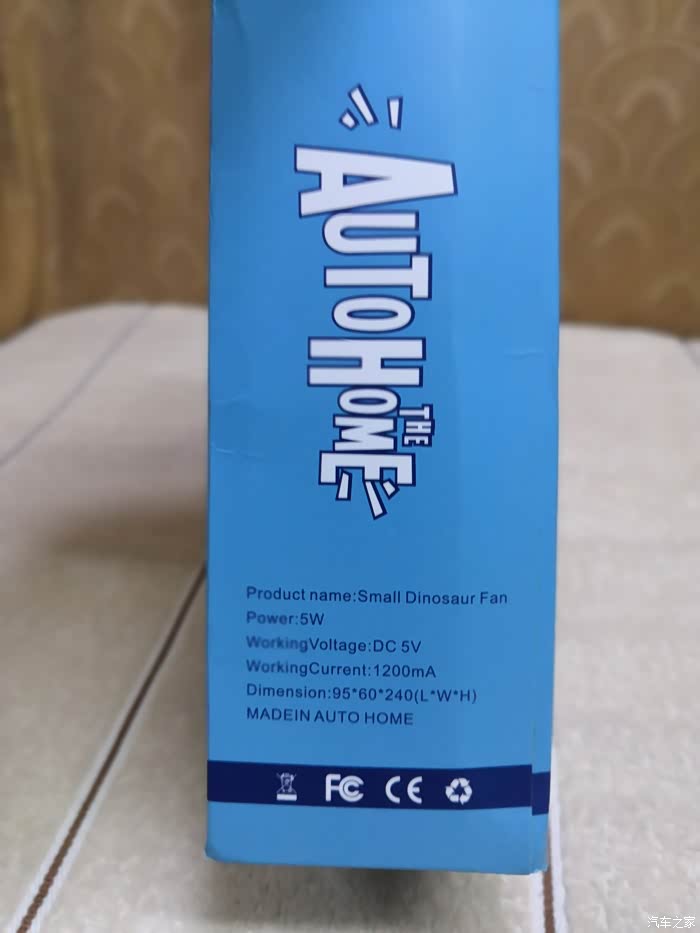 AUTOHOME
THE
Product name:Small Dinosaur Fan
Power:5W
WorkingVoltage:DC 5V
WorkingCurrent:1200mA
Dimension:95*60*240(L*W*H)
MADEIN AUTO HOME
FC CE
汽车之家